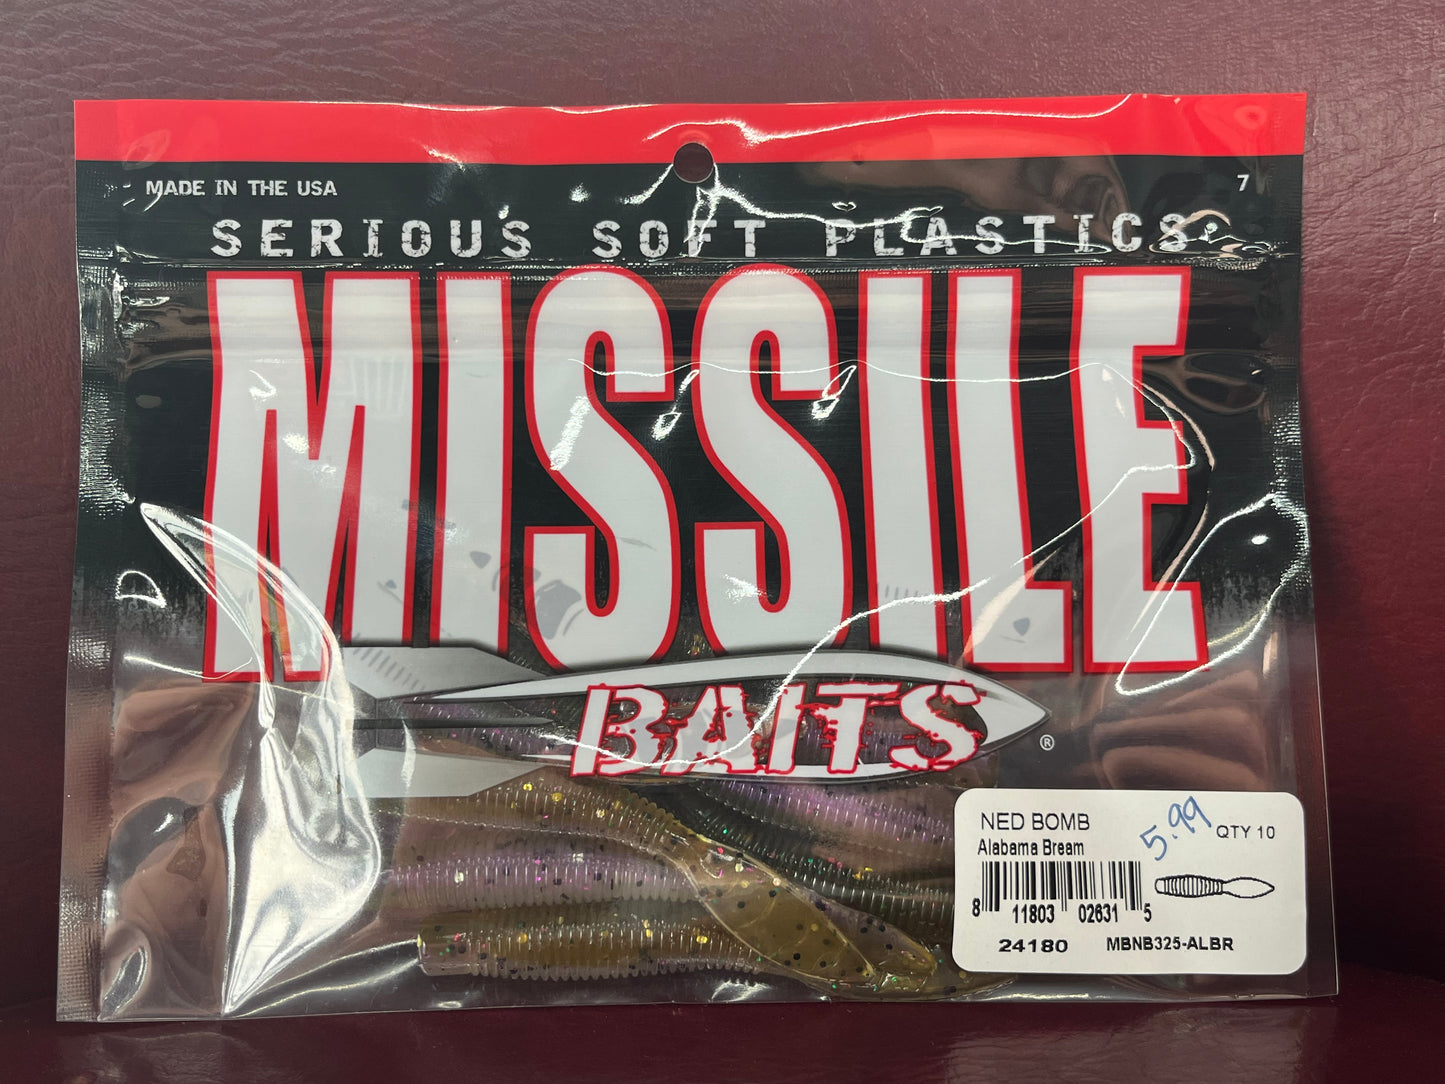 MADE IN THE USA
7
SERIOUS SOFT PLASTICS
MISSILE
BAITS
®
NED BOMB
5.99
QTY 10
Alabama Bream
8 11803 02631 5
24180 MBNB325-ALBR